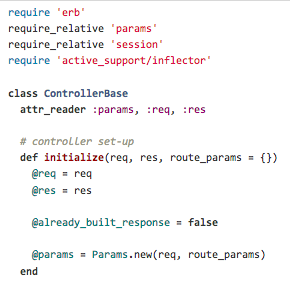 require 'erb'
require_relative 'params'
require_relative 'session'
require 'active_support/inflector'

class ControllerBase
  attr_reader :params, :req, :res

  # controller set-up
  def initialize(req, res, route_params = {})
    @req = req
    @res = res

    @already_built_response = false

    @params = Params.new(req, route_params)
  end